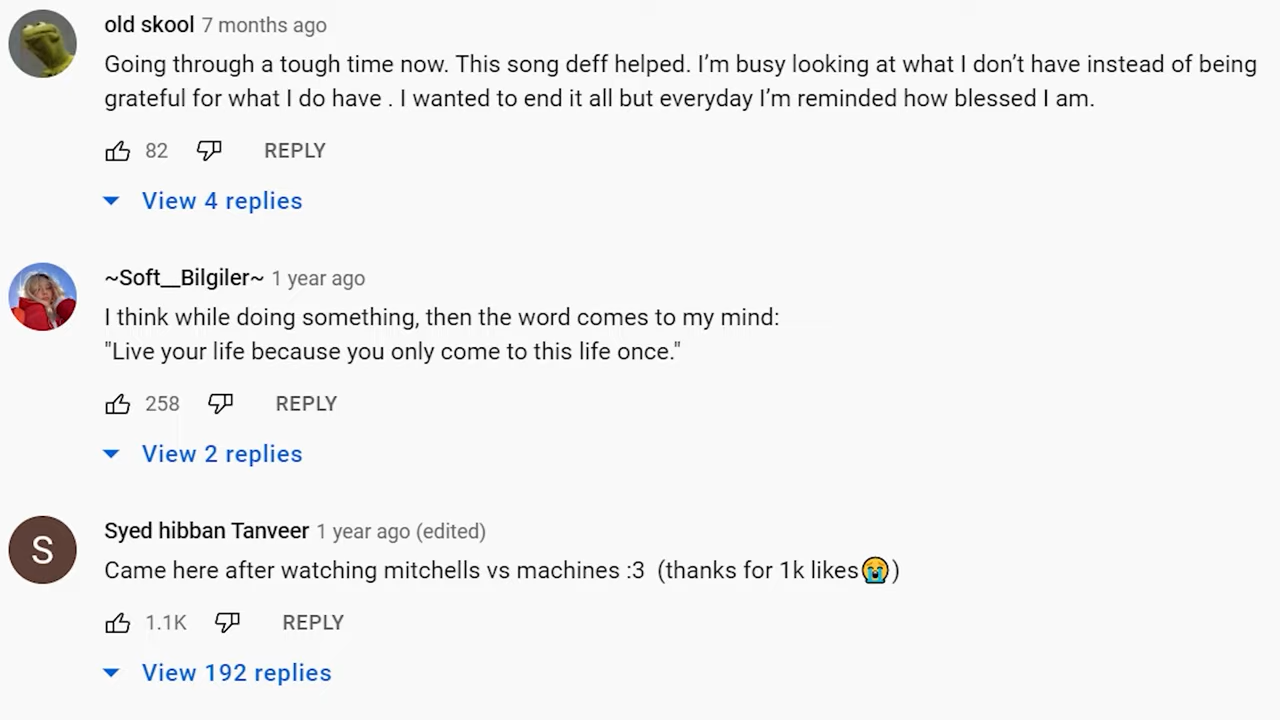 old skool 7 months ago
Going through a tough time now. This song deff helped. I’m busy looking at what I don’t have instead of being
grateful for what I do have . I wanted to end it all but everyday I’m reminded how blessed I am.
82 REPLY
View 4 replies
~Soft__Bilgiler~ 1 year ago
I think while doing something, then the word comes to my mind:
"Live your life because you only come to this life once."
258 REPLY
View 2 replies
S
Syed hibban Tanveer 1 year ago (edited)
Came here after watching mitchells vs machines :3 (thanks for 1k likes😭)
1.1K REPLY
View 192 replies